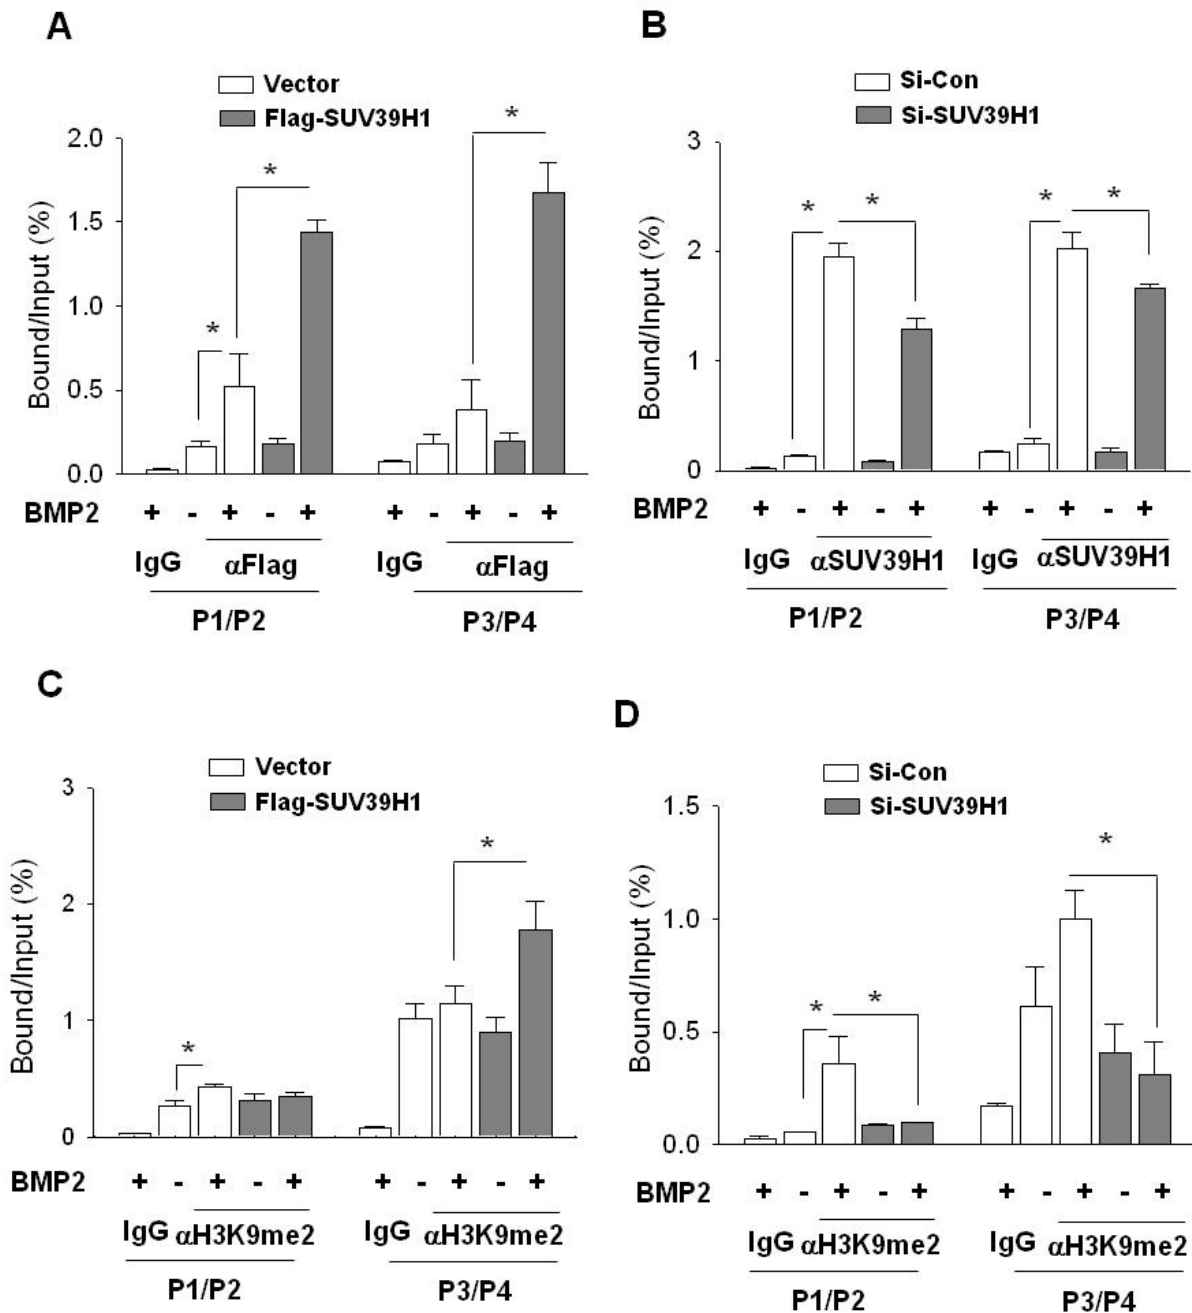 A
Vector
Flag-SUV39H1
Bound/Input (%)
2.0
1.5
1.0
0.5
0.0
* * *
BMP2 + - + - + + - + - +
IgG αFlag IgG αFlag
P1/P2 P3/P4
B
Si-Con
Si-SUV39H1
Bound/Input (%)
3
2
1
0
* * * *
BMP2 + - + - + + - + - +
IgG αSUV39H1 IgG αSUV39H1
P1/P2 P3/P4
C
Vector
Flag-SUV39H1
Bound/Input (%)
3
2
1
0
* *
BMP2 + - + - + + - + - +
IgG αH3K9me2 IgG αH3K9me2
P1/P2 P3/P4
D
Si-Con
Si-SUV39H1
Bound/Input (%)
1.5
1.0
0.5
0.0
* * *
BMP2 + - + - + + - + - +
IgG αH3K9me2 IgG αH3K9me2
P1/P2 P3/P4